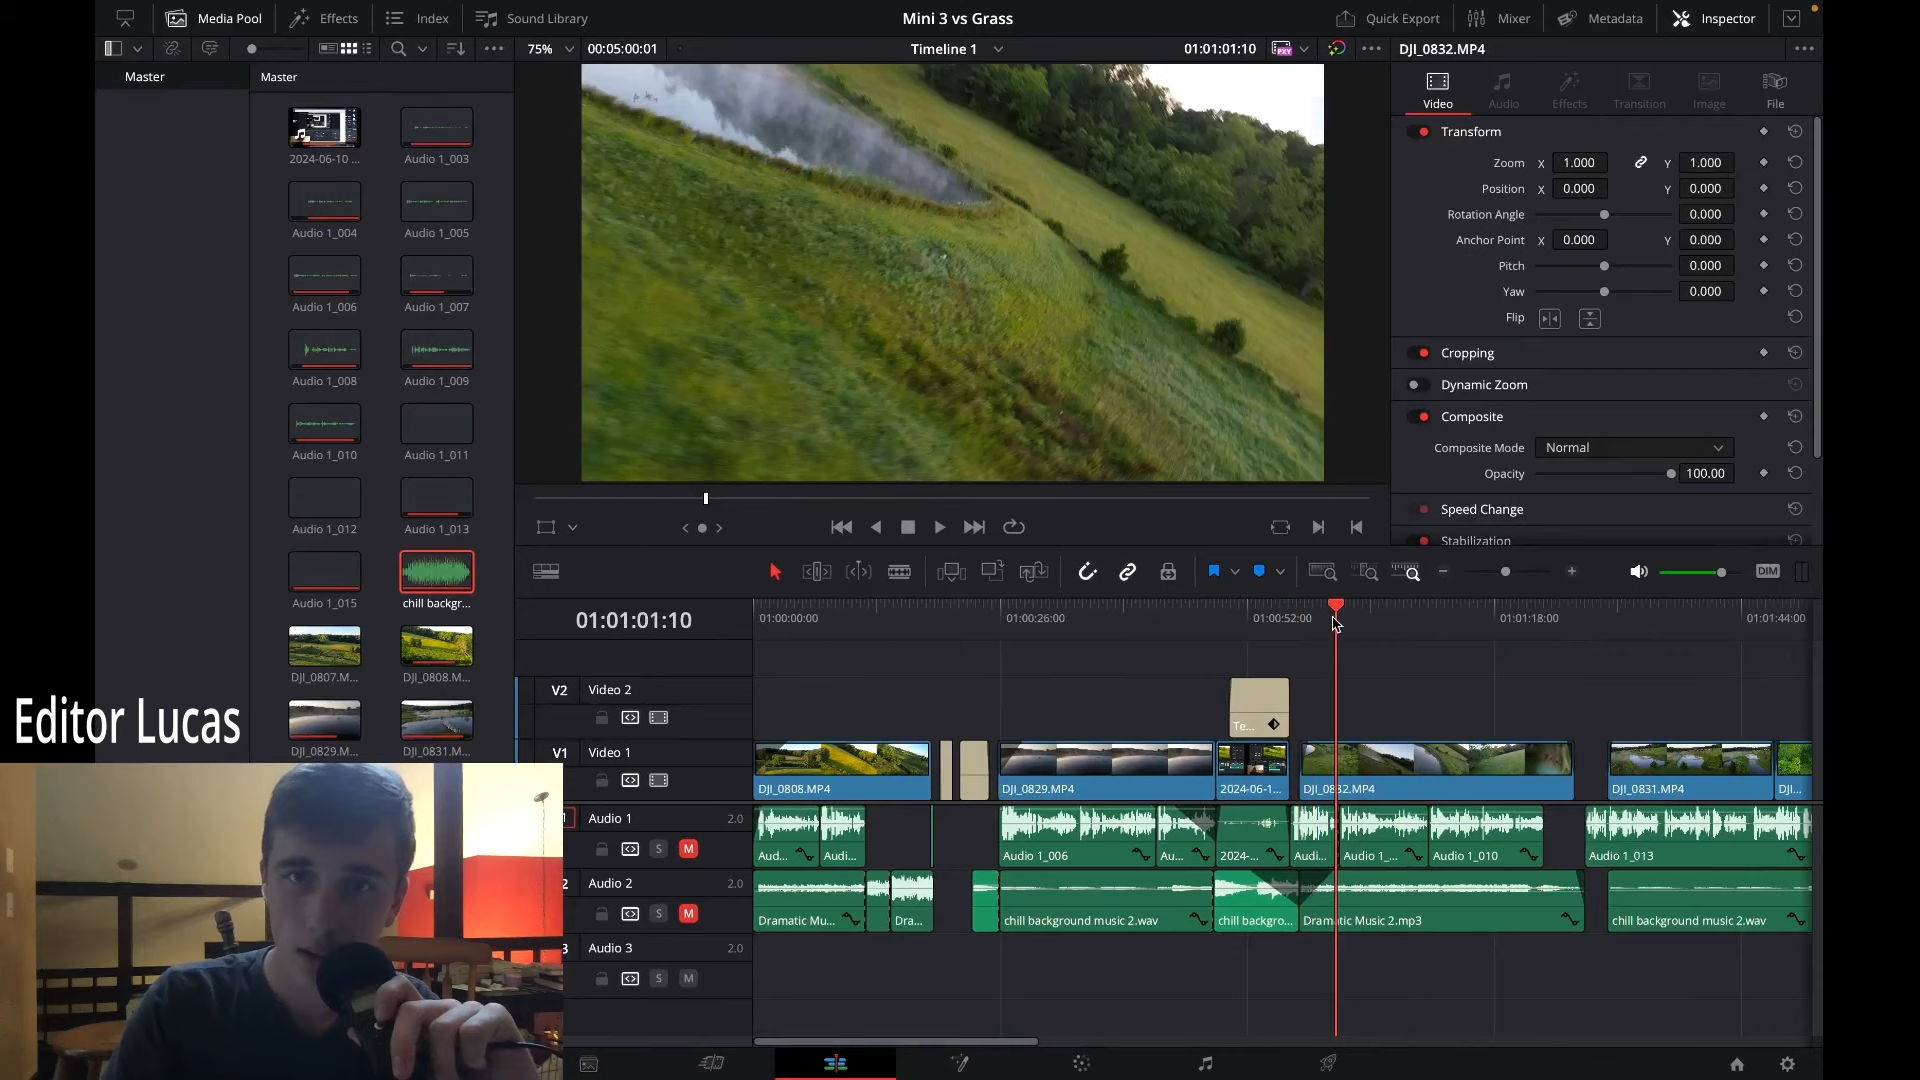 Media Pool
Effects
Index
Sound Library
Mini 3 vs Grass
Quick Export
Mixer
Metadata
Inspector
75%
00:05:00:01
Timeline 1
01:01:01:10
DJI_0832.MP4
Master
Master
Video
Audio
Effects
Transition
Image
File
Transform
Zoom X 1.000 Y 1.000
Position X 0.000 Y 0.000
Rotation Angle 0.000
Anchor Point X 0.000 Y 0.000
Pitch 0.000
Yaw 0.000
Flip
Cropping
Dynamic Zoom
Composite
Composite Mode Normal
Opacity 100.00
Speed Change
Stabilization
2024-06-10 ...
Audio 1_003
Audio 1_004
Audio 1_005
Audio 1_006
Audio 1_007
Audio 1_008
Audio 1_009
Audio 1_010
Audio 1_011
Audio 1_012
Audio 1_013
Audio 1_015
chill backgr...
DJI_0807.M...
DJI_0808.M...
DJI_0829.M...
DJI_0831.M...
DIM
01:01:01:10
01:00:00:00
01:00:26:00
01:00:52:00
01:01:18:00
01:01:44:00
V2 Video 2
Te...
V1 Video 1
DJI_0808.MP4
DJI_0829.MP4
2024-06-1...
DJI_0832.MP4
DJI_0831.MP4
DJI...
1 Audio 1 2.0
S M
Aud...
Audi...
Audio 1_006
Au...
2024-...
Audi...
Audio 1_...
Audio 1_010
Audio 1_013
2 Audio 2 2.0
S M
Dramatic Mu...
Dra...
chill background music 2.wav
chill backgro...
Dramatic Music 2.mp3
chill background music 2.wav
3 Audio 3 2.0
S M
Editor Lucas